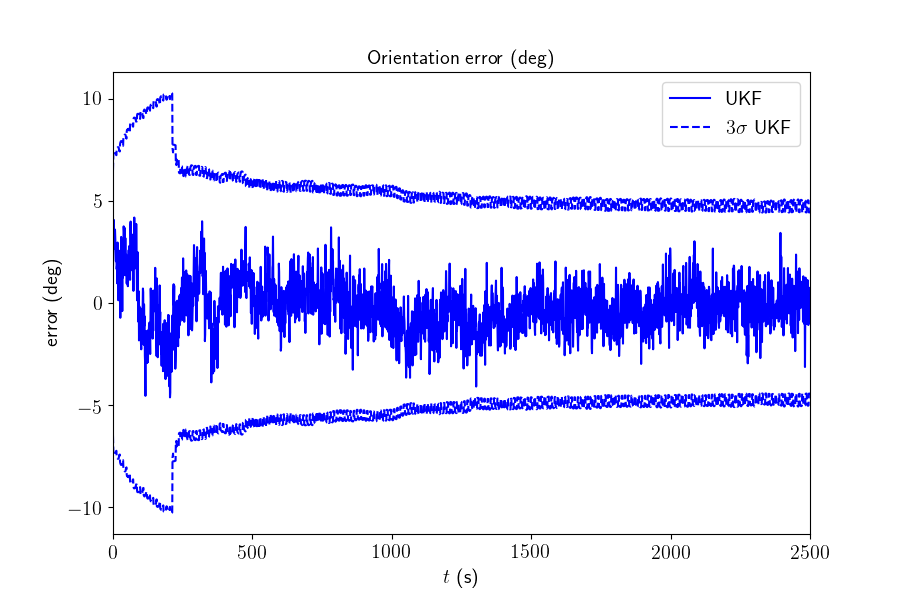 Orientation error (deg)
UKF
3σ UKF
10
5
0
−5
−10
error (deg)
0 500 1000 1500 2000 2500
t (s)